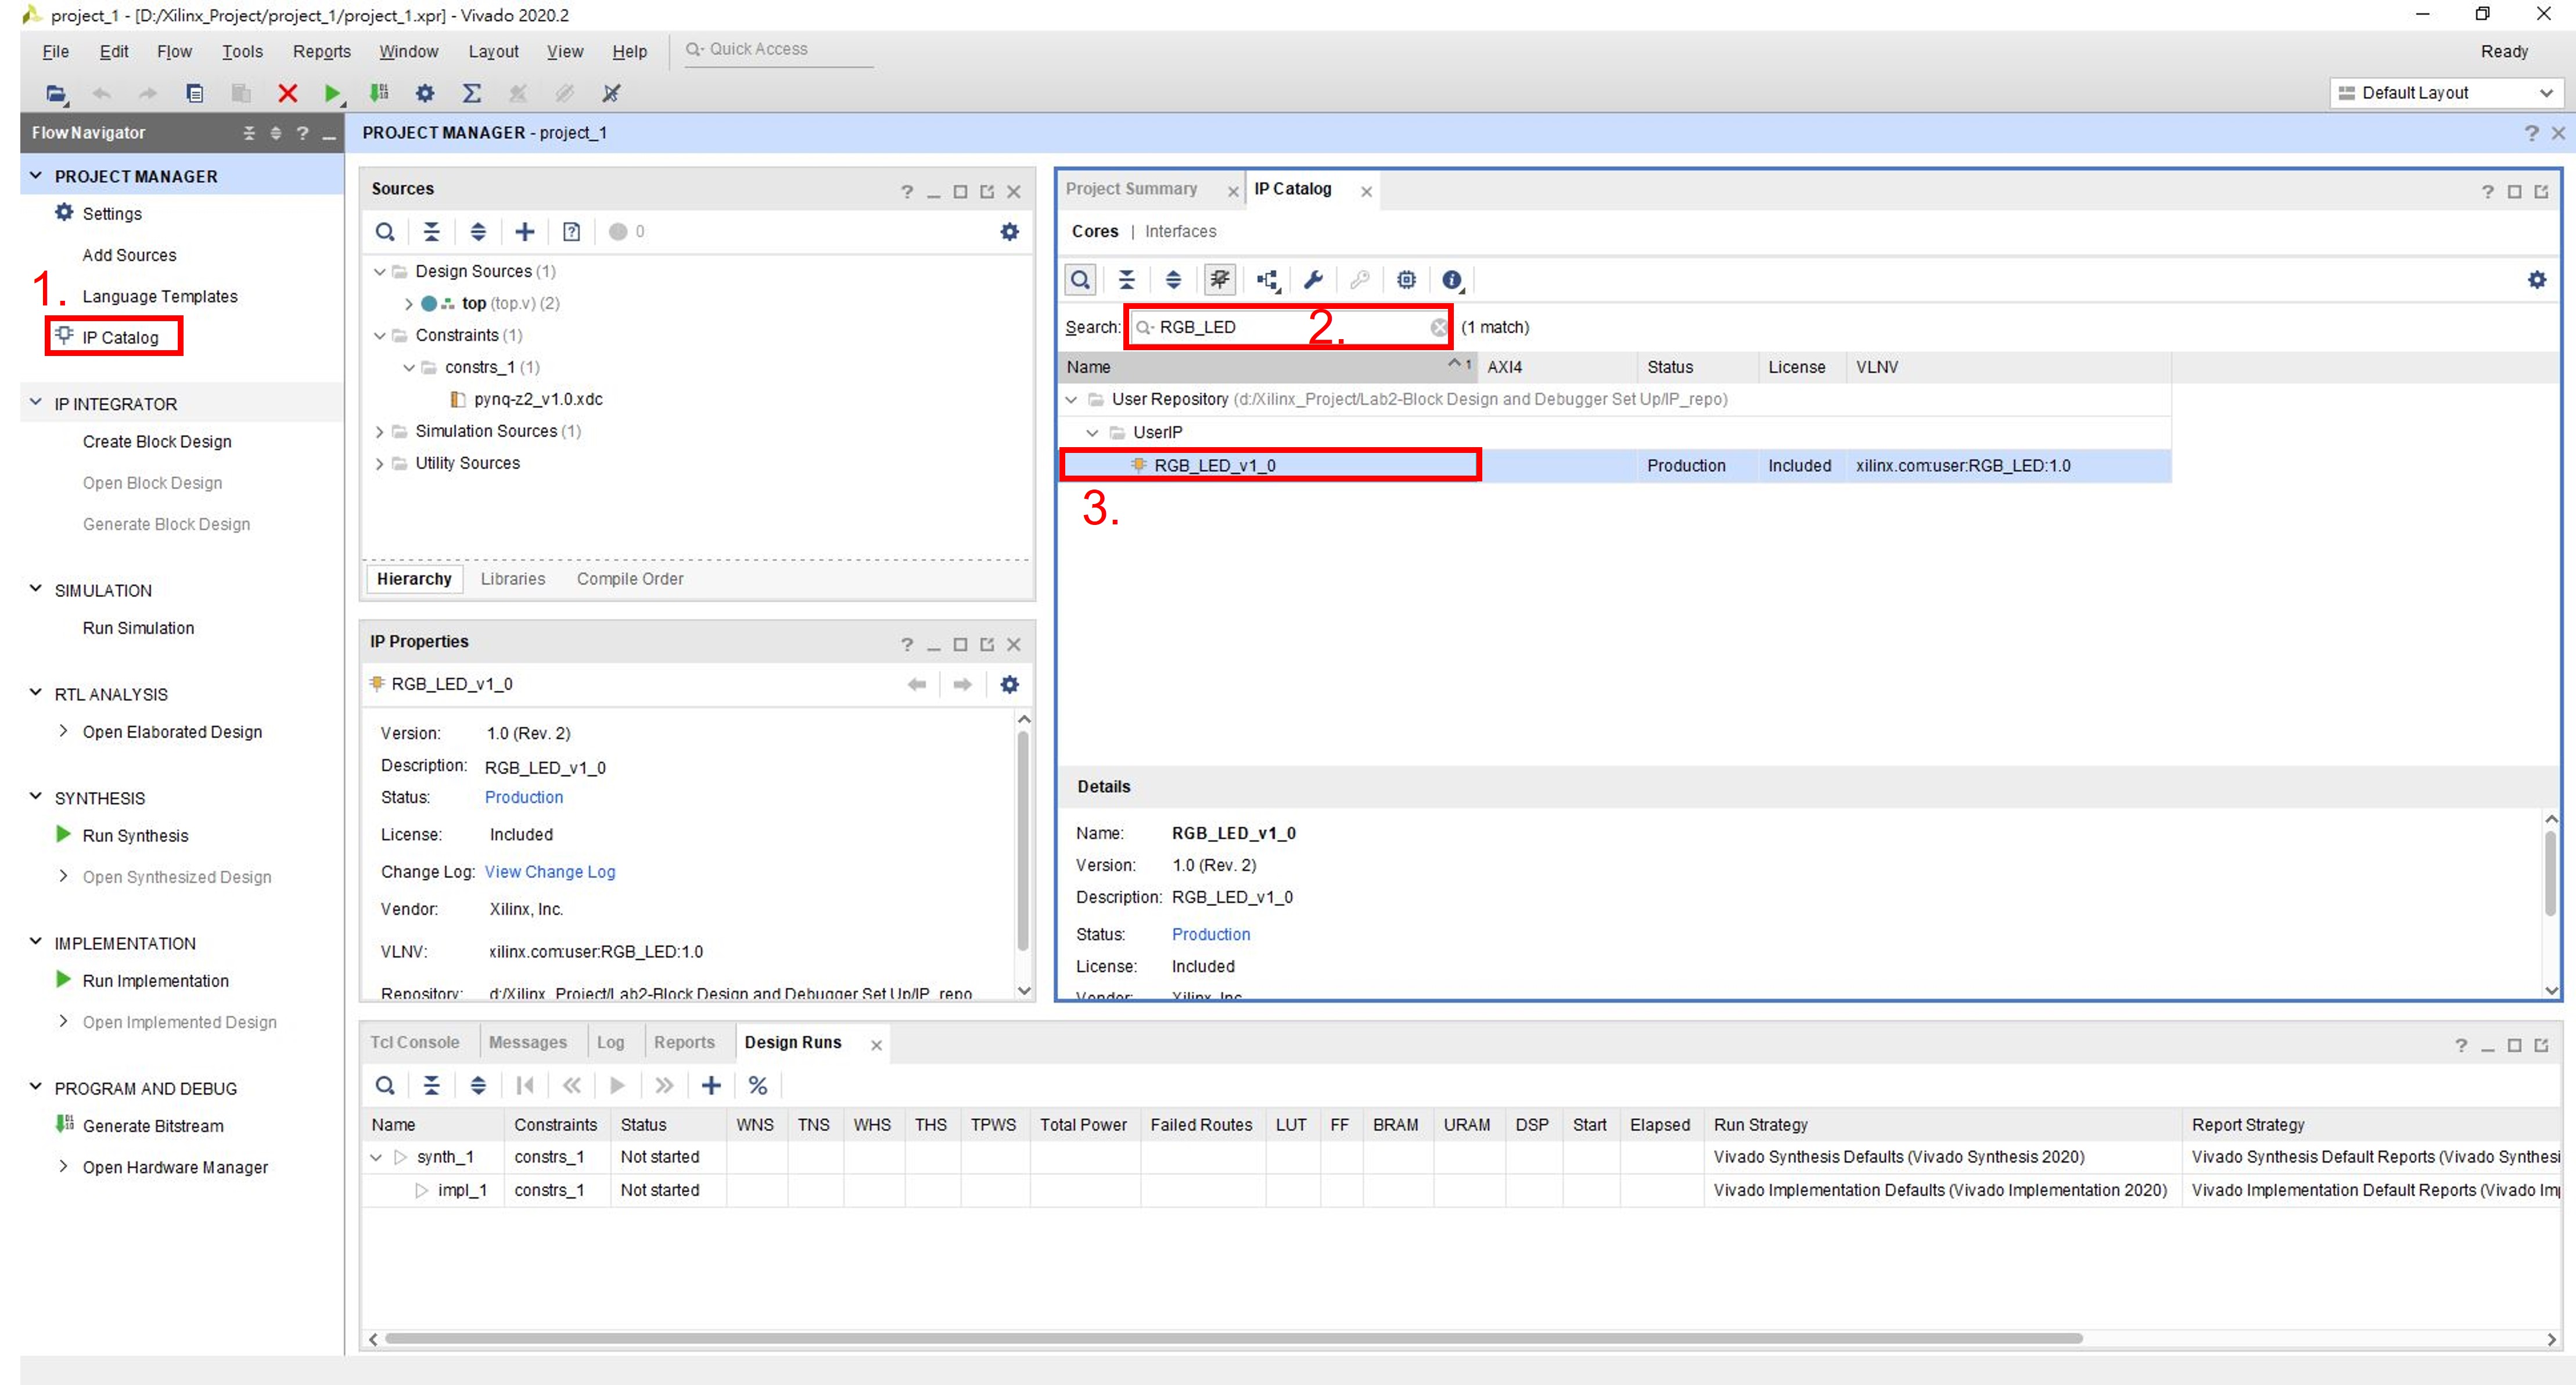 project_1 - [D:/Xilinx_Project/project_1/project_1.xpr] - Vivado 2020.2
File Edit Flow Tools Reports Window Layout View Help Quick Access Ready
Default Layout
Flow Navigator
PROJECT MANAGER - project_1
PROJECT MANAGER
Settings
Add Sources
1.
Language Templates
IP Catalog
IP INTEGRATOR
Create Block Design
Open Block Design
Generate Block Design
SIMULATION
Run Simulation
RTL ANALYSIS
Open Elaborated Design
SYNTHESIS
Run Synthesis
Open Synthesized Design
IMPLEMENTATION
Run Implementation
Open Implemented Design
PROGRAM AND DEBUG
Generate Bitstream
Open Hardware Manager
Sources
0
Design Sources (1)
top (top.v) (2)
Constraints (1)
constrs_1 (1)
pynq-z2_v1.0.xdc
Simulation Sources (1)
Utility Sources
Hierarchy Libraries Compile Order
IP Properties
RGB_LED_v1_0
Version: 1.0 (Rev. 2)
Description: RGB_LED_v1_0
Status: Production
License: Included
Change Log: View Change Log
Vendor: Xilinx, Inc.
VLNV: xilinx.com:user:RGB_LED:1.0
Repository: d:/Xilinx_Project/Lab2-Block Design and Debugger Set Up/IP_repo
Project Summary IP Catalog
Cores | Interfaces
Search: RGB_LED 2. (1 match)
Name 1 AXI4 Status License VLNV
User Repository (d:/Xilinx_Project/Lab2-Block Design and Debugger Set Up/IP_repo)
UserIP
RGB_LED_v1_0 Production Included xilinx.com:user:RGB_LED:1.0
3.
Details
Name: RGB_LED_v1_0
Version: 1.0 (Rev. 2)
Description: RGB_LED_v1_0
Status: Production
License: Included
Vendor: Xilinx, Inc.
Tcl Console Messages Log Reports Design Runs
Name Constraints Status WNS TNS WHS THS TPWS Total Power Failed Routes LUT FF BRAM URAM DSP Start Elapsed Run Strategy Report Strategy
synth_1 constrs_1 Not started Vivado Synthesis Defaults (Vivado Synthesis 2020) Vivado Synthesis Default Reports (Vivado Synthesi
impl_1 constrs_1 Not started Vivado Implementation Defaults (Vivado Implementation 2020) Vivado Implementation Default Reports (Vivado Im